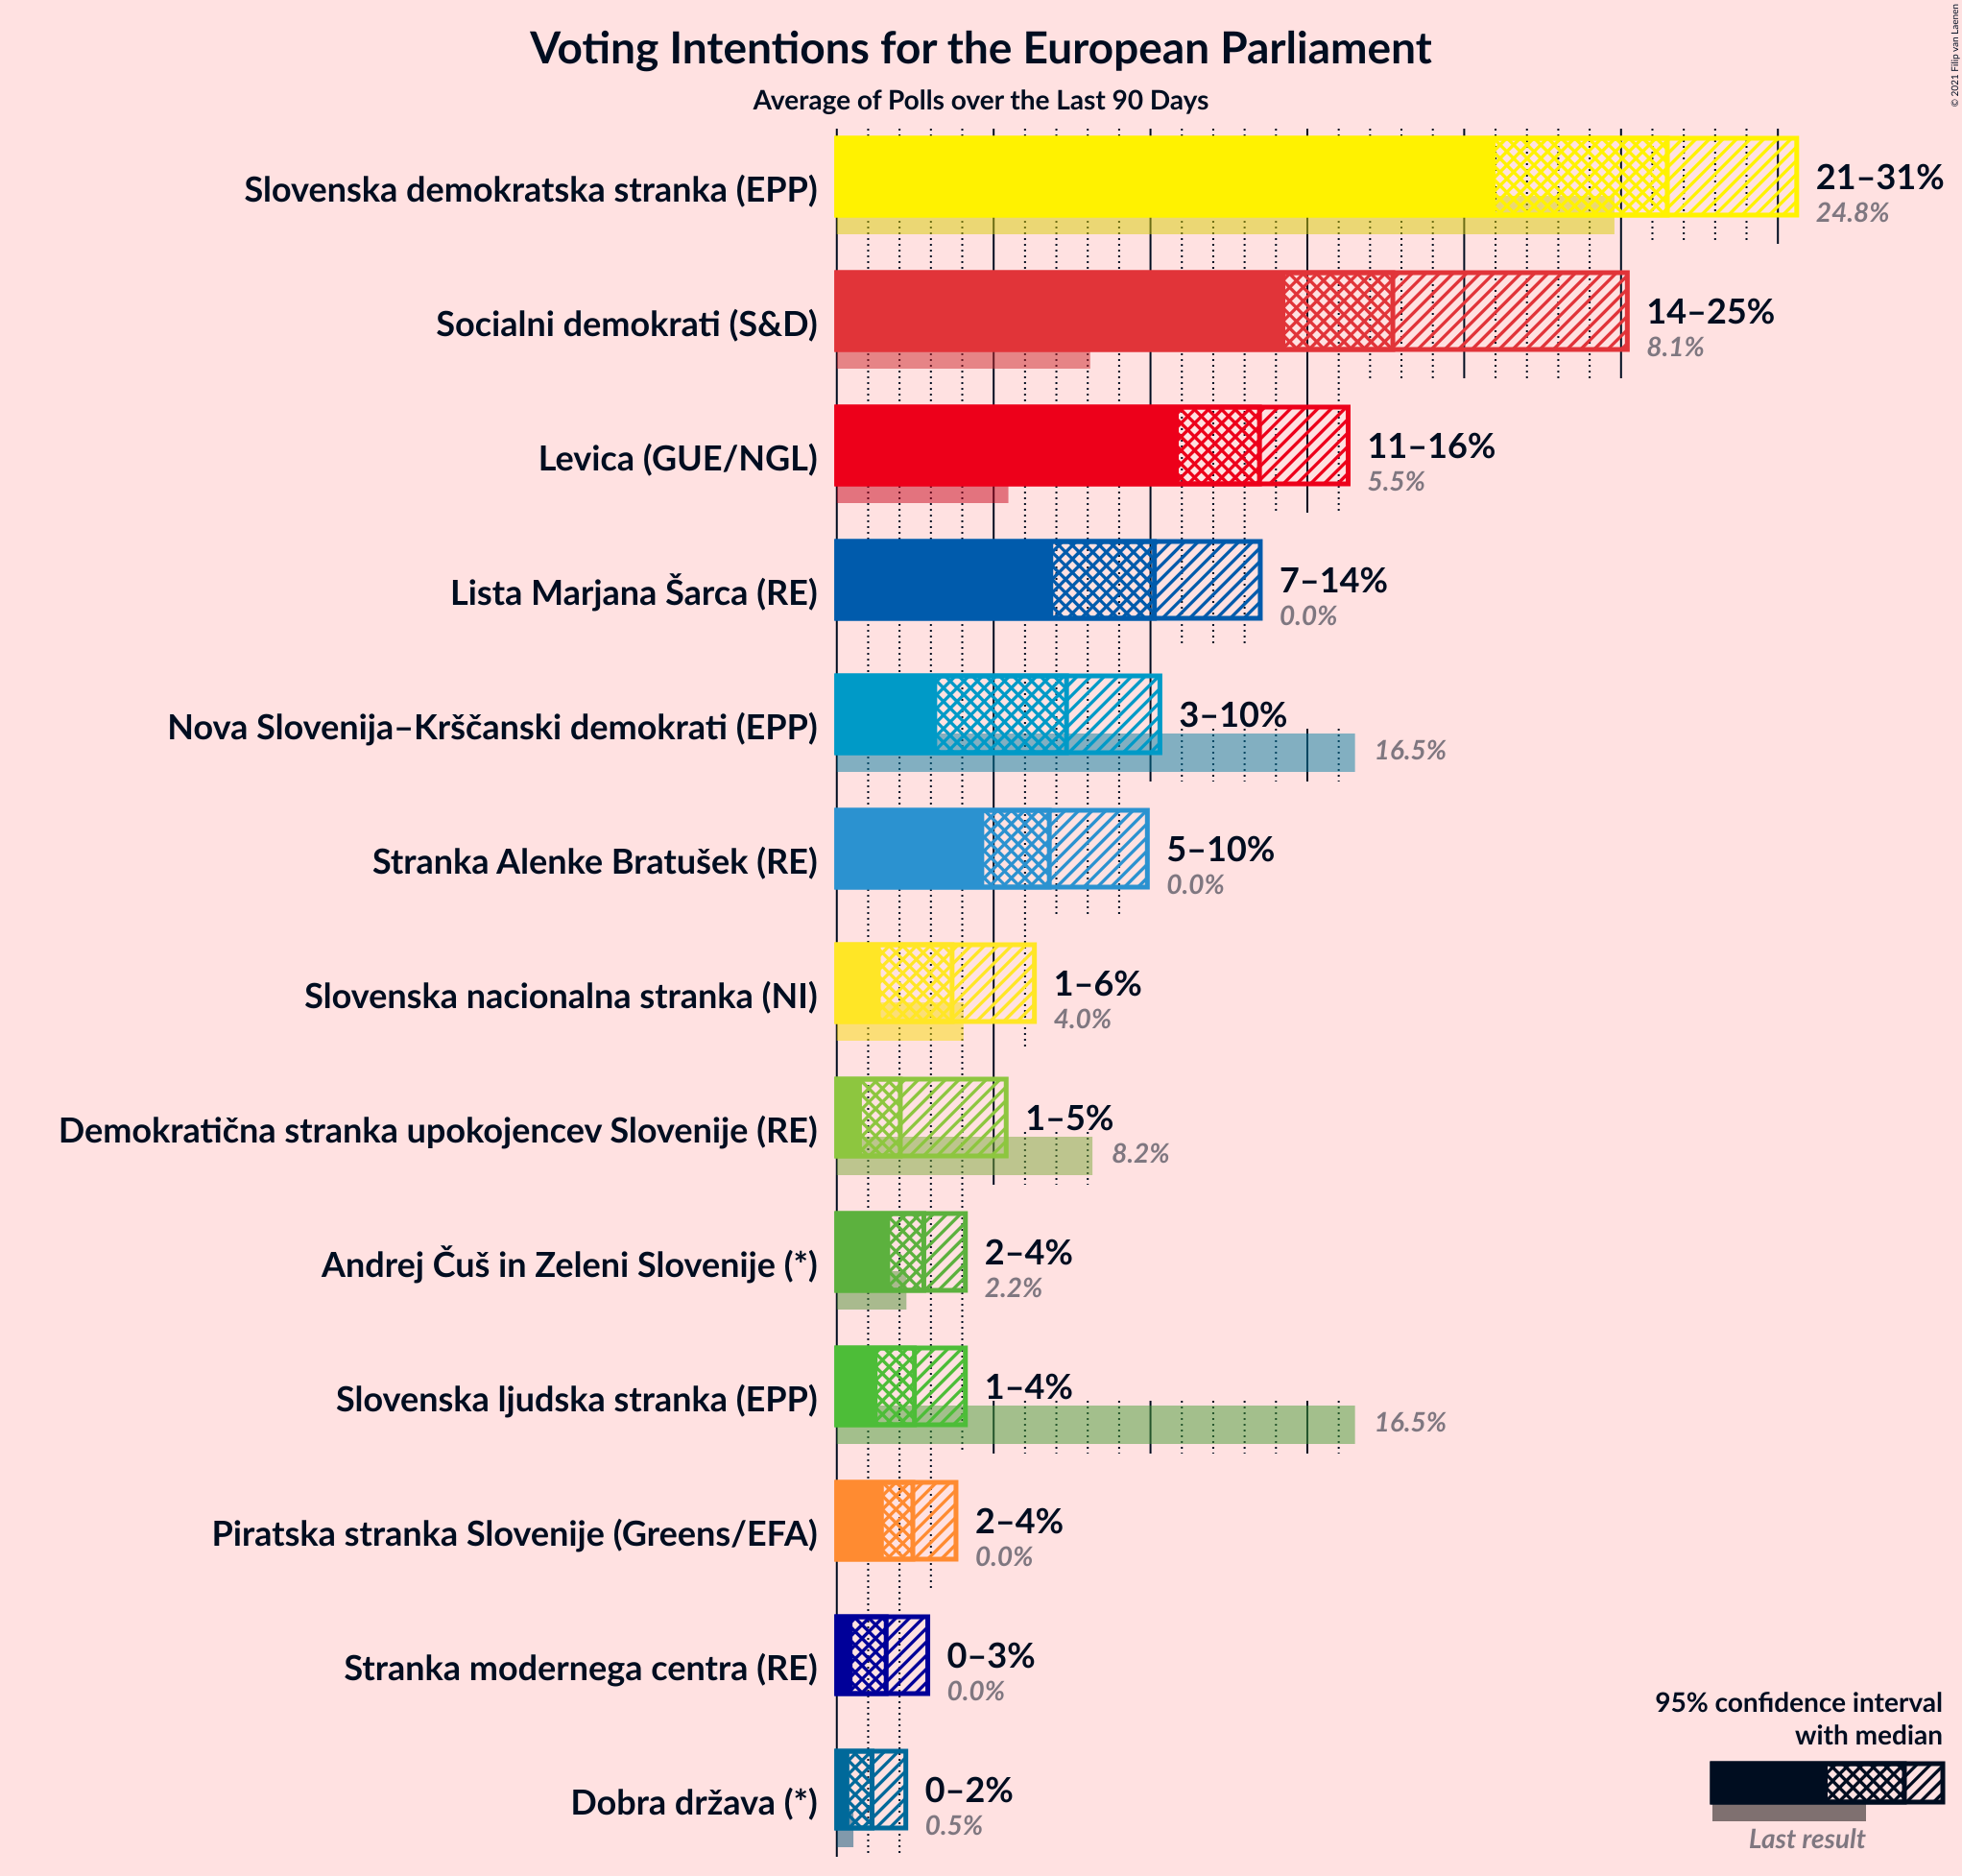 Voting Intentions for the European Parliament
Average of Polls over the Last 90 Days
© 2021 Filip van Laenen
Slovenska demokratska stranka (EPP)
21–31%
24.8%
Socialni demokrati (S&D)
14–25%
8.1%
Levica (GUE/NGL)
11–16%
5.5%
Lista Marjana Šarca (RE)
7–14%
0.0%
Nova Slovenija–Krščanski demokrati (EPP)
3–10%
16.5%
Stranka Alenke Bratušek (RE)
5–10%
0.0%
Slovenska nacionalna stranka (NI)
1–6%
4.0%
Demokratična stranka upokojencev Slovenije (RE)
1–5%
8.2%
Andrej Čuš in Zeleni Slovenije (*)
2–4%
2.2%
Slovenska ljudska stranka (EPP)
1–4%
16.5%
Piratska stranka Slovenije (Greens/EFA)
2–4%
0.0%
Stranka modernega centra (RE)
0–3%
0.0%
Dobra država (*)
0–2%
0.5%
95% confidence interval
with median
Last result